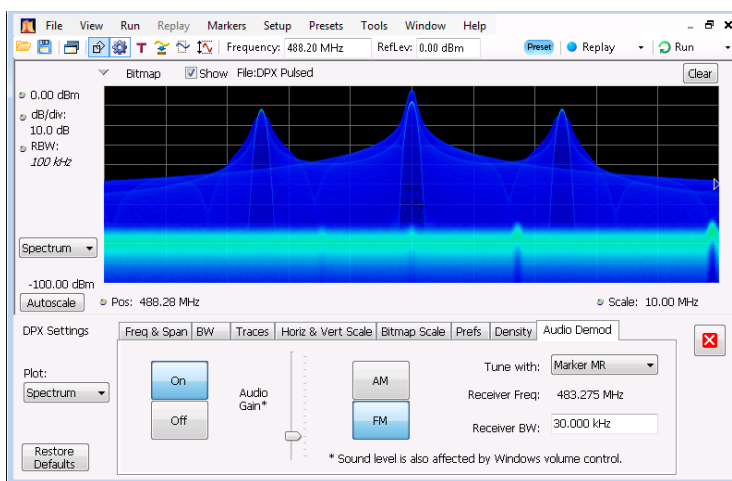 File View Run Replay Markers Setup Presets Tools Window Help
T Frequency: 488.20 MHz RefLev: 0.00 dBm Preset Replay Run
Bitmap Show File:DPX Pulsed Clear
0.00 dBm
dB/div:
10.0 dB
RBW:
100 kHz
Spectrum
-100.00 dBm
Autoscale Pos: 488.28 MHz Scale: 10.00 MHz
DPX Settings Freq & Span BW Traces Horiz & Vert Scale Bitmap Scale Prefs Density Audio Demod
Plot:
Spectrum
Restore
Defaults
On
Off
Audio
Gain*
AM
FM
Tune with: Marker MR
Receiver Freq: 483.275 MHz
Receiver BW: 30.000 kHz
* Sound level is also affected by Windows volume control.